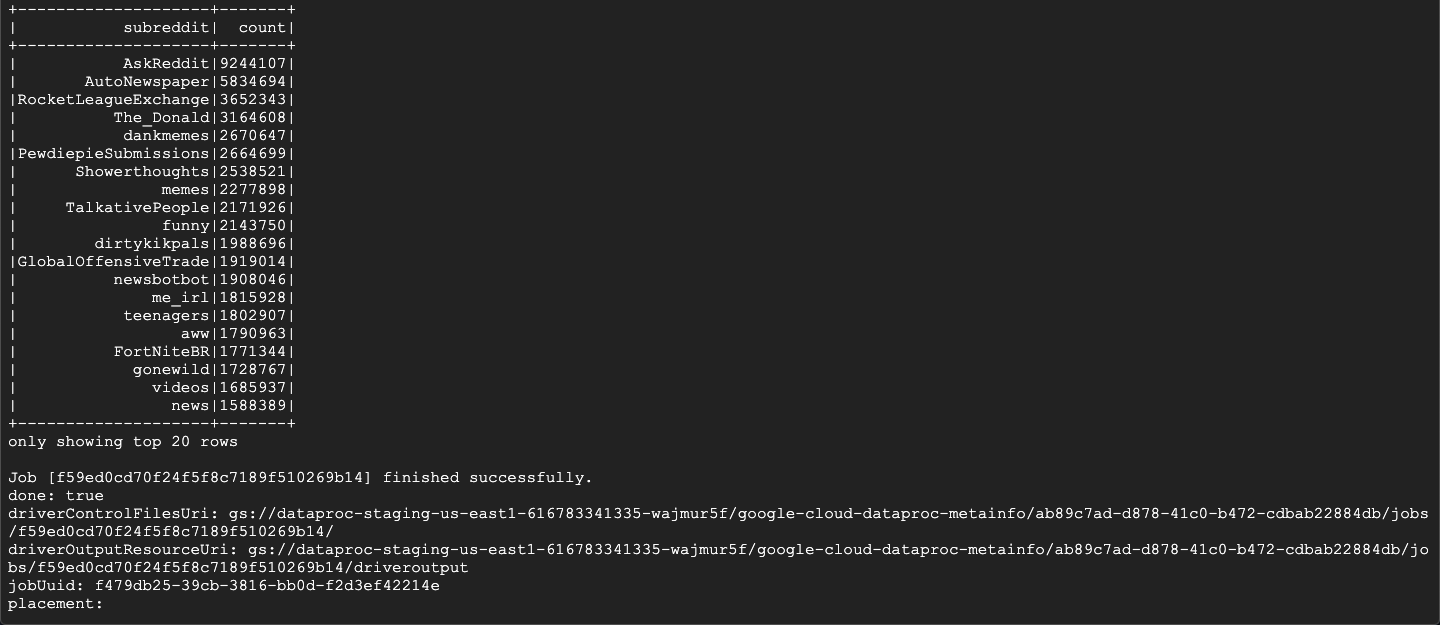 +--------------------+-------+
|           subreddit|  count|
+--------------------+-------+
|           AskReddit|9244107|
|       AutoNewspaper|5834694|
|RocketLeagueExchange|3652343|
|          The_Donald|3164608|
|           dankmemes|2670647|
|PewdiepieSubmissions|2664699|
|      Showerthoughts|2538521|
|               memes|2277898|
|     TalkativePeople|2171926|
|               funny|2143750|
|        dirtykikpals|1988696|
|GlobalOffensiveTrade|1919014|
|          newsbotbot|1908046|
|              me_irl|1815928|
|           teenagers|1802907|
|                 aww|1790963|
|          FortNiteBR|1771344|
|            gonewild|1728767|
|              videos|1685937|
|                news|1588389|
+--------------------+-------+
only showing top 20 rows

Job [f59ed0cd70f24f5f8c7189f510269b14] finished successfully.
done: true
driverControlFilesUri: gs://dataproc-staging-us-east1-616783341335-wajmur5f/google-cloud-dataproc-metainfo/ab89c7ad-d878-41c0-b472-cdbab22884db/jobs
/f59ed0cd70f24f5f8c7189f510269b14/
driverOutputResourceUri: gs://dataproc-staging-us-east1-616783341335-wajmur5f/google-cloud-dataproc-metainfo/ab89c7ad-d878-41c0-b472-cdbab22884db/jo
bs/f59ed0cd70f24f5f8c7189f510269b14/driveroutput
jobUuid: f479db25-39cb-3816-bb0d-f2d3ef42214e
placement: